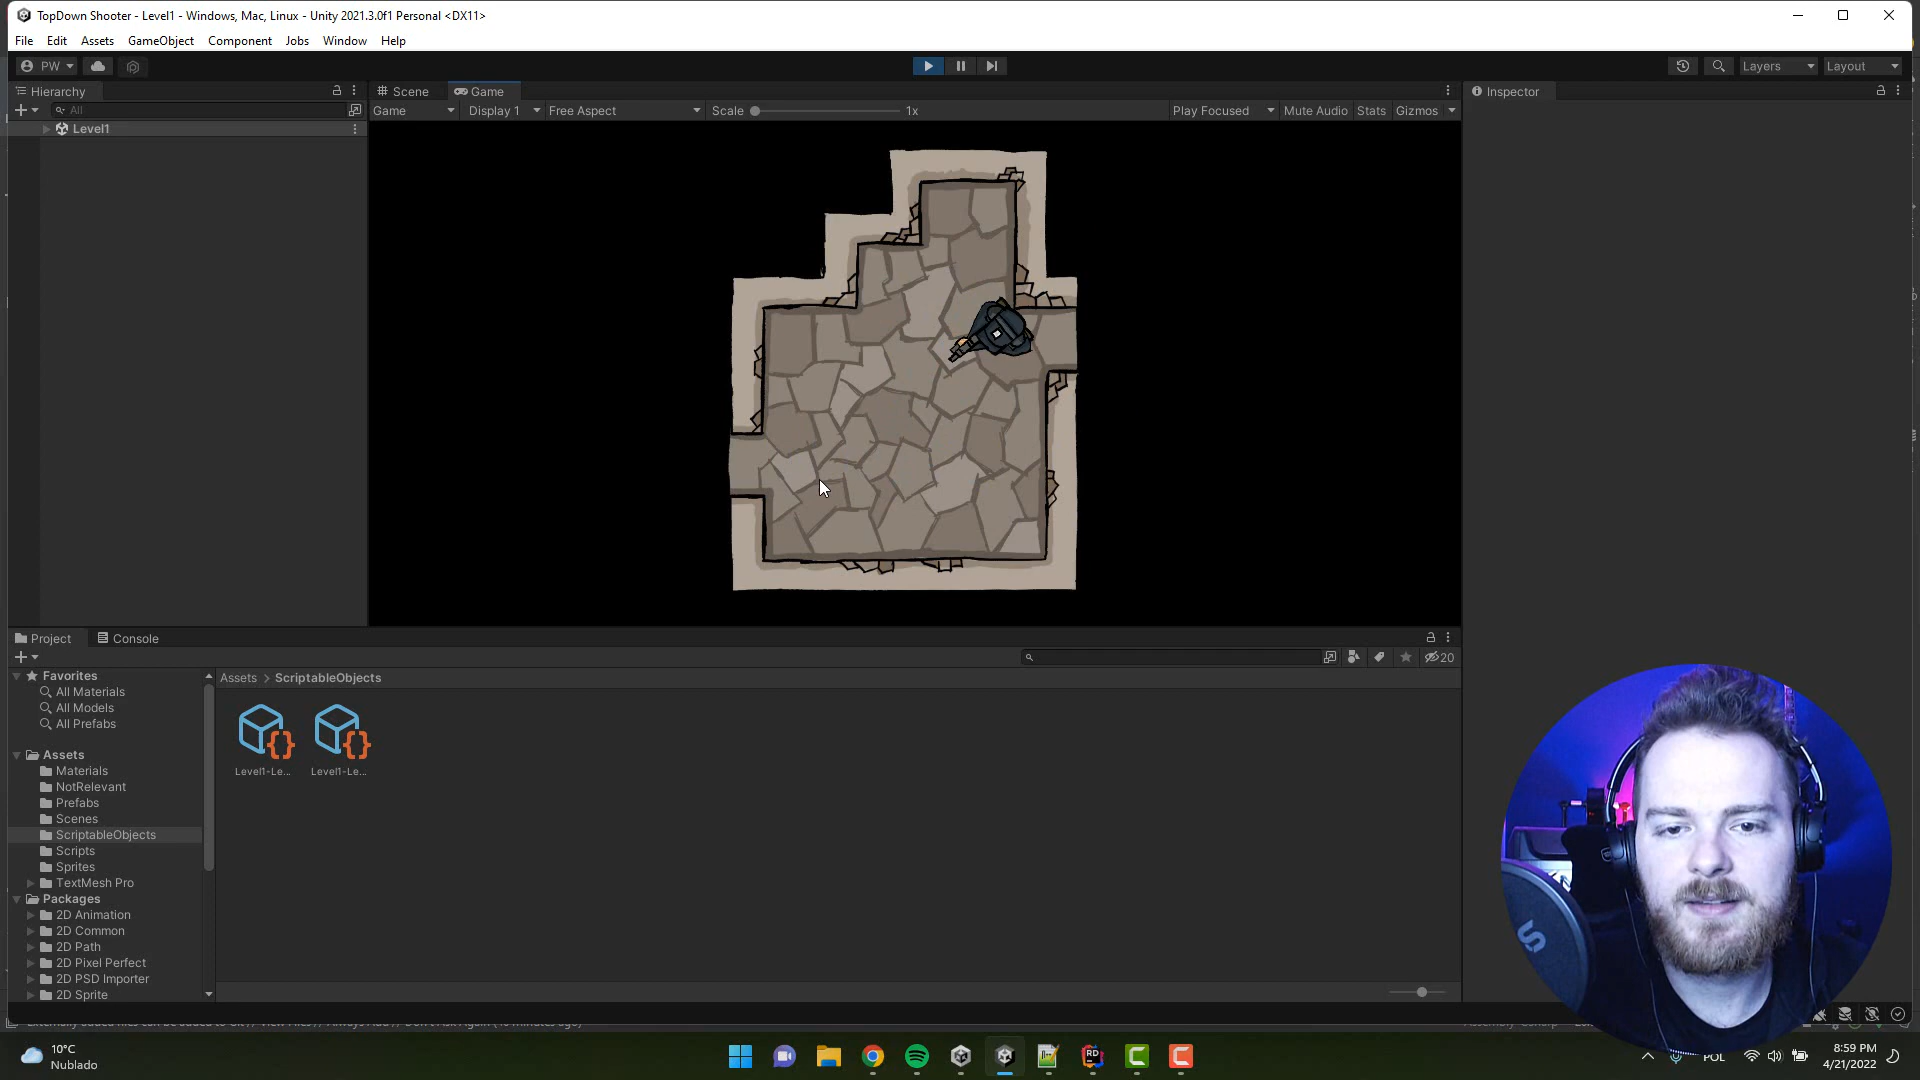 TopDown Shooter - Level1 - Windows, Mac, Linux - Unity 2021.3.0f1 Personal <DX11>
File Edit Assets GameObject Component Jobs Window Help
PW Layers Layout
Hierarchy Scene Game Inspector
All Game Display 1 Free Aspect Scale 1x Play Focused Mute Audio Stats Gizmos
Level1
Project Console
20
Favorites Assets > ScriptableObjects
All Materials
All Models
All Prefabs
Assets
Level1-Le... Level1-Le...
Materials
NotRelevant
Prefabs
Scenes
ScriptableObjects
Scripts
Sprites
TextMesh Pro
Packages
2D Animation
2D Common
2D Path
2D Pixel Perfect
2D PSD Importer
2D Sprite
10°C
Nublado
RD
POL
8:59 PM
4/21/2022